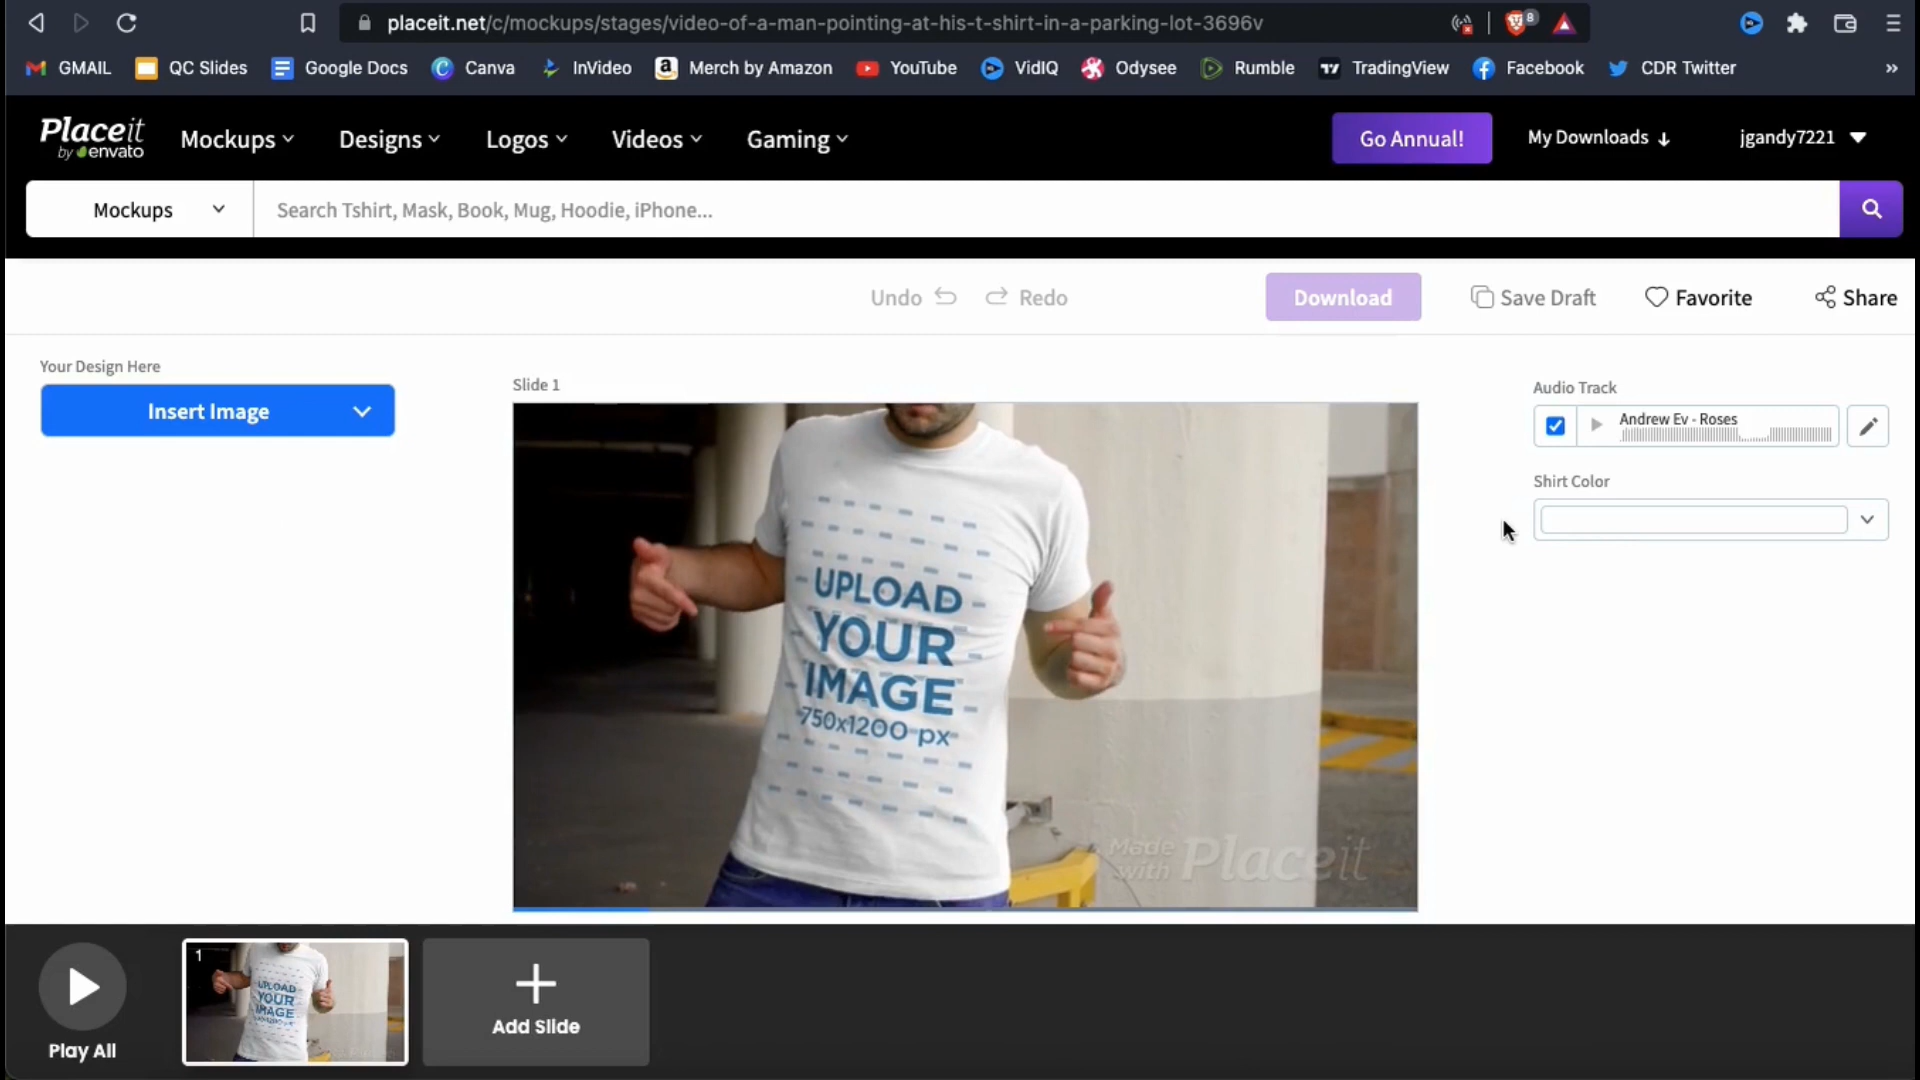 placeit.net/c/mockups/stages/video-of-a-man-pointing-at-his-t-shirt-in-a-parking-lot-3696v
8
GMAIL
QC Slides
Google Docs
Canva
InVideo
Merch by Amazon
YouTube
VidIQ
Odysee
Rumble
TradingView
Facebook
CDR Twitter
»
Placeit
by envato
Mockups
Designs
Logos
Videos
Gaming
Go Annual!
My Downloads
jgandy7221
Mockups
Search Tshirt, Mask, Book, Mug, Hoodie, iPhone...
Undo
Redo
Download
Save Draft
Favorite
Share
Your Design Here
Insert Image
Slide 1
UPLOAD
YOUR
IMAGE
750x1200 px
Made
with Placeit
Audio Track
Andrew Ev - Roses
Shirt Color
Play All
1
UPLOAD
YOUR
IMAGE
Add Slide